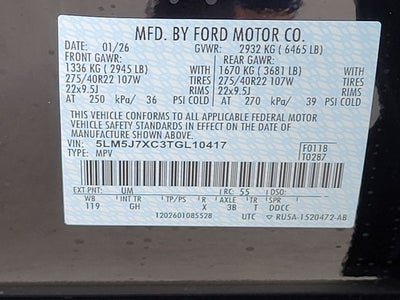 MFD. BY FORD MOTOR CO.
DATE: 01/26 GVWR: 2932 KG ( 6465 LB)
FRONT GAWR: REAR GAWR:
1336 KG ( 2945 LB) WITH 1670 KG ( 3681 LB) WITH
275/40R22 107W TIRES 275/40R22 107W TIRES
22x9.5J RIMS 22x9.5J RIMS
AT 250 kPa/ 36 PSI COLD AT 270 kPa/ 39 PSI COLD
THIS VEHICLE CONFORMS TO ALL APPLICABLE FEDERAL MOTOR
VEHICLE SAFETY AND THEFT PREVENTION STANDARDS IN EFFECT ON THE DATE OF
MANUFACTURE SHOWN ABOVE.
VIN: 5LM5J7XC3TGL10417 F0118
TYPE: MPV T0287
EXT PNT: UM RC: 55
WB INT TR TP/PS R AXLE TR SPR
119 GH X 3B T DDCC
1202601085528 UTC ▽ RU5A-1520472-AB